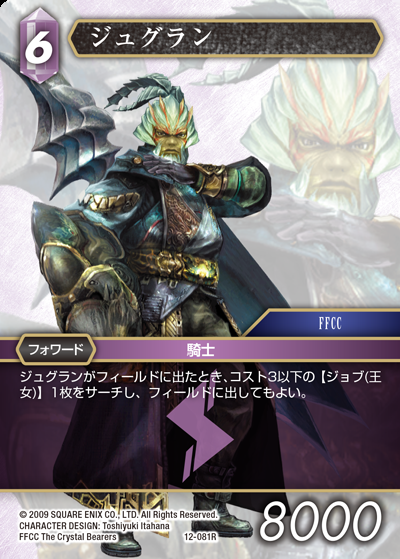 6
ジュグラン
FFCC
フォワード
騎士
ジュグランがフィールドに出たとき、コスト3以下の【ジョブ(王
女)】1枚をサーチし、フィールドに出してもよい。
© 2009 SQUARE ENIX CO., LTD. All Rights Reserved.
CHARACTER DESIGN: Toshiyuki Itahana
FFCC The Crystal Bearers
12-081R
8000